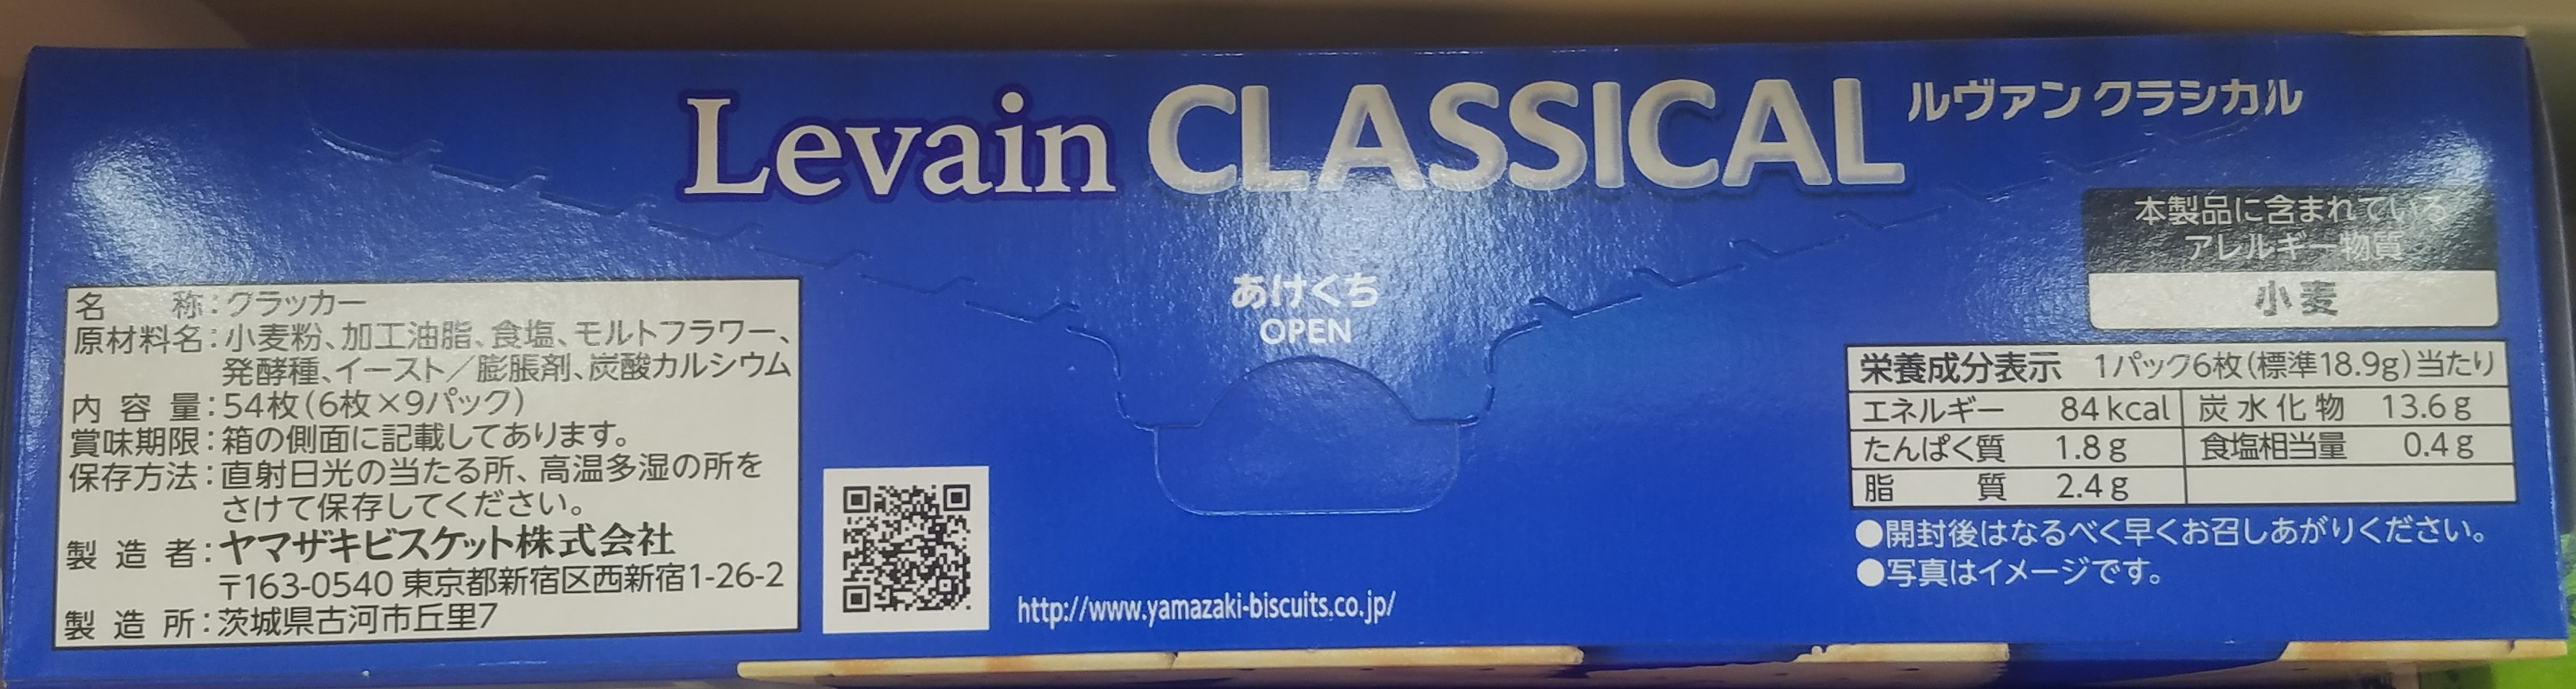 Levain CLASSICAL ルヴァン クラシカル
あけくち
OPEN
名称:クラッカー
原材料名:小麦粉、加工油脂、食塩、モルトフラワー、
発酵種、イースト／膨脹剤、炭酸カルシウム
内容量:54枚(6枚×9パック)
賞味期限:箱の側面に記載してあります。
保存方法:直射日光の当たる所、高温多湿の所を
さけて保存してください。
製造者:ヤマザキビスケット株式会社
〒163-0540 東京都新宿区西新宿1-26-2
製造所:茨城県古河市丘里7
http://www.yamazaki-biscuits.co.jp/
本製品に含まれている
アレルギー物質
小麦
栄養成分表示 1パック6枚(標準18.9g)当たり
エネルギー 84kcal 炭水化物 13.6g
たんぱく質 1.8g 食塩相当量 0.4g
脂質 2.4g
●開封後はなるべく早くお召しあがりください。
●写真はイメージです。